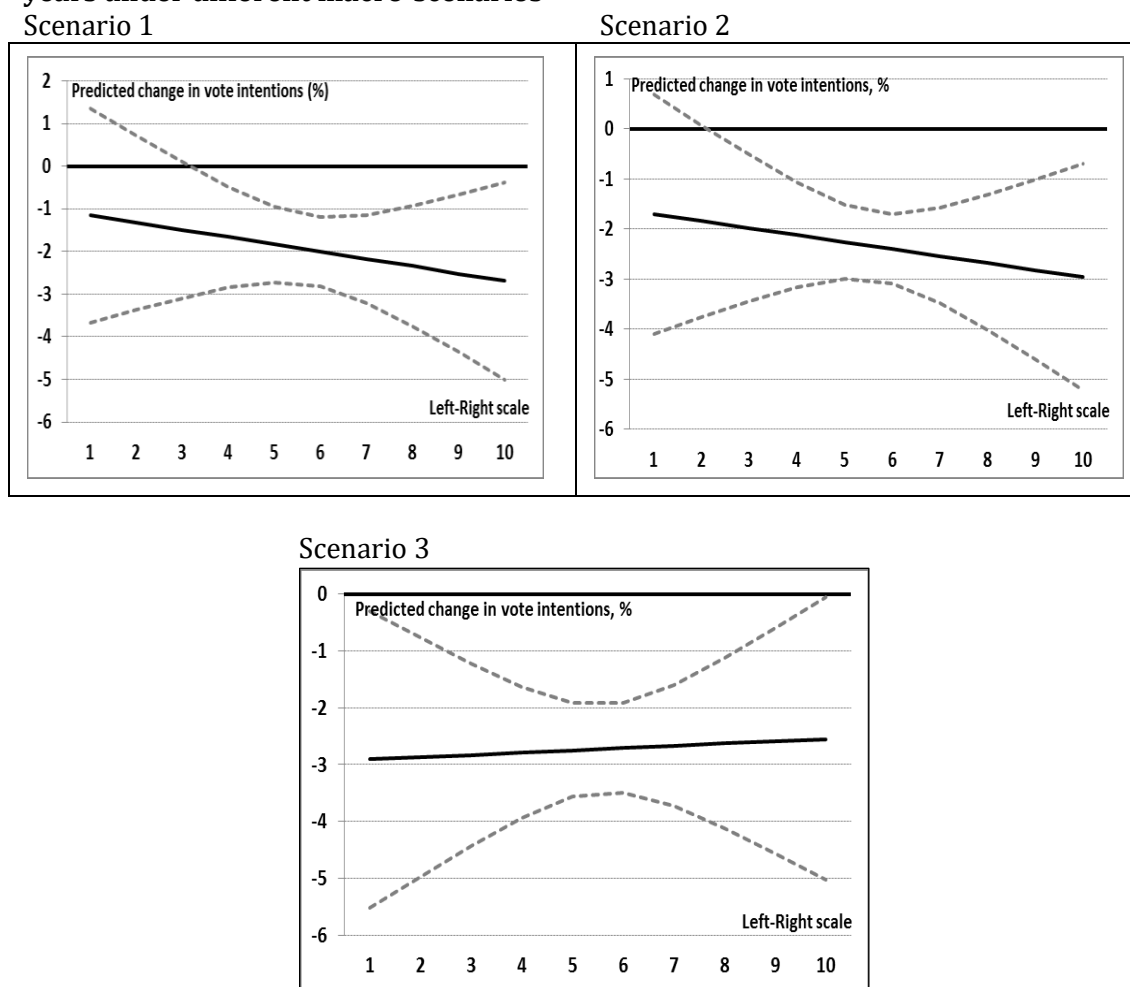 years under different macro-scenarios
Scenario 1
Scenario 2
Predicted change in vote intentions (%)
2
1
0
-1
-2
-3
-4
-5
-6
Left-Right scale
1 2 3 4 5 6 7 8 9 10
Predicted change in vote intentions, %
1
0
-1
-2
-3
-4
-5
-6
Left-Right scale
1 2 3 4 5 6 7 8 9 10
Scenario 3
Predicted change in vote intentions, %
0
-1
-2
-3
-4
-5
-6
Left-Right scale
1 2 3 4 5 6 7 8 9 10